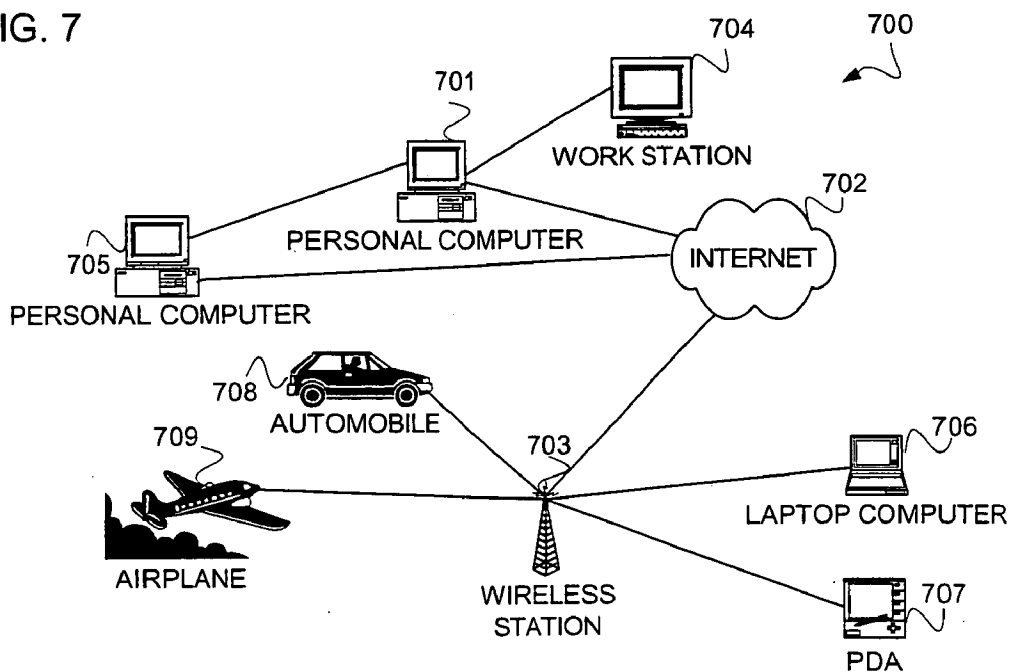 IG. 7
700
704
701
WORK STATION
702
PERSONAL COMPUTER
INTERNET
705
PERSONAL COMPUTER
708
AUTOMOBILE
709
703
706
LAPTOP COMPUTER
AIRPLANE
WIRELESS
STATION
707
PDA